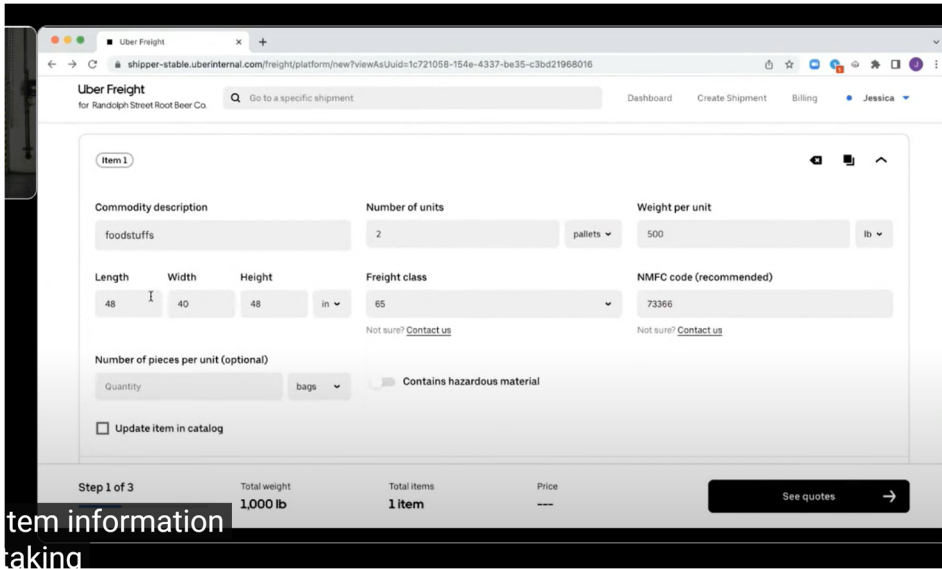 Uber Freight
shipper-stable.uberinternal.com/freight/platform/new?viewAsUuid=1c721058-154e-4337-be35-c3bd21968016
J
Uber Freight
for Randolph Street Root Beer Co.
Go to a specific shipment
Dashboard
Create Shipment
Billing
Jessica
Item 1
Commodity description
Number of units
Weight per unit
foodstuffs
2
pallets
500
lb
Length
Width
Height
Freight class
NMFC code (recommended)
48
40
48
in
65
73366
Not sure? Contact us
Not sure? Contact us
Number of pieces per unit (optional)
Quantity
bags
Contains hazardous material
Update item in catalog
Step 1 of 3
Total weight
Total items
Price
1,000 lb
1 item
---
See quotes
tem information
taking